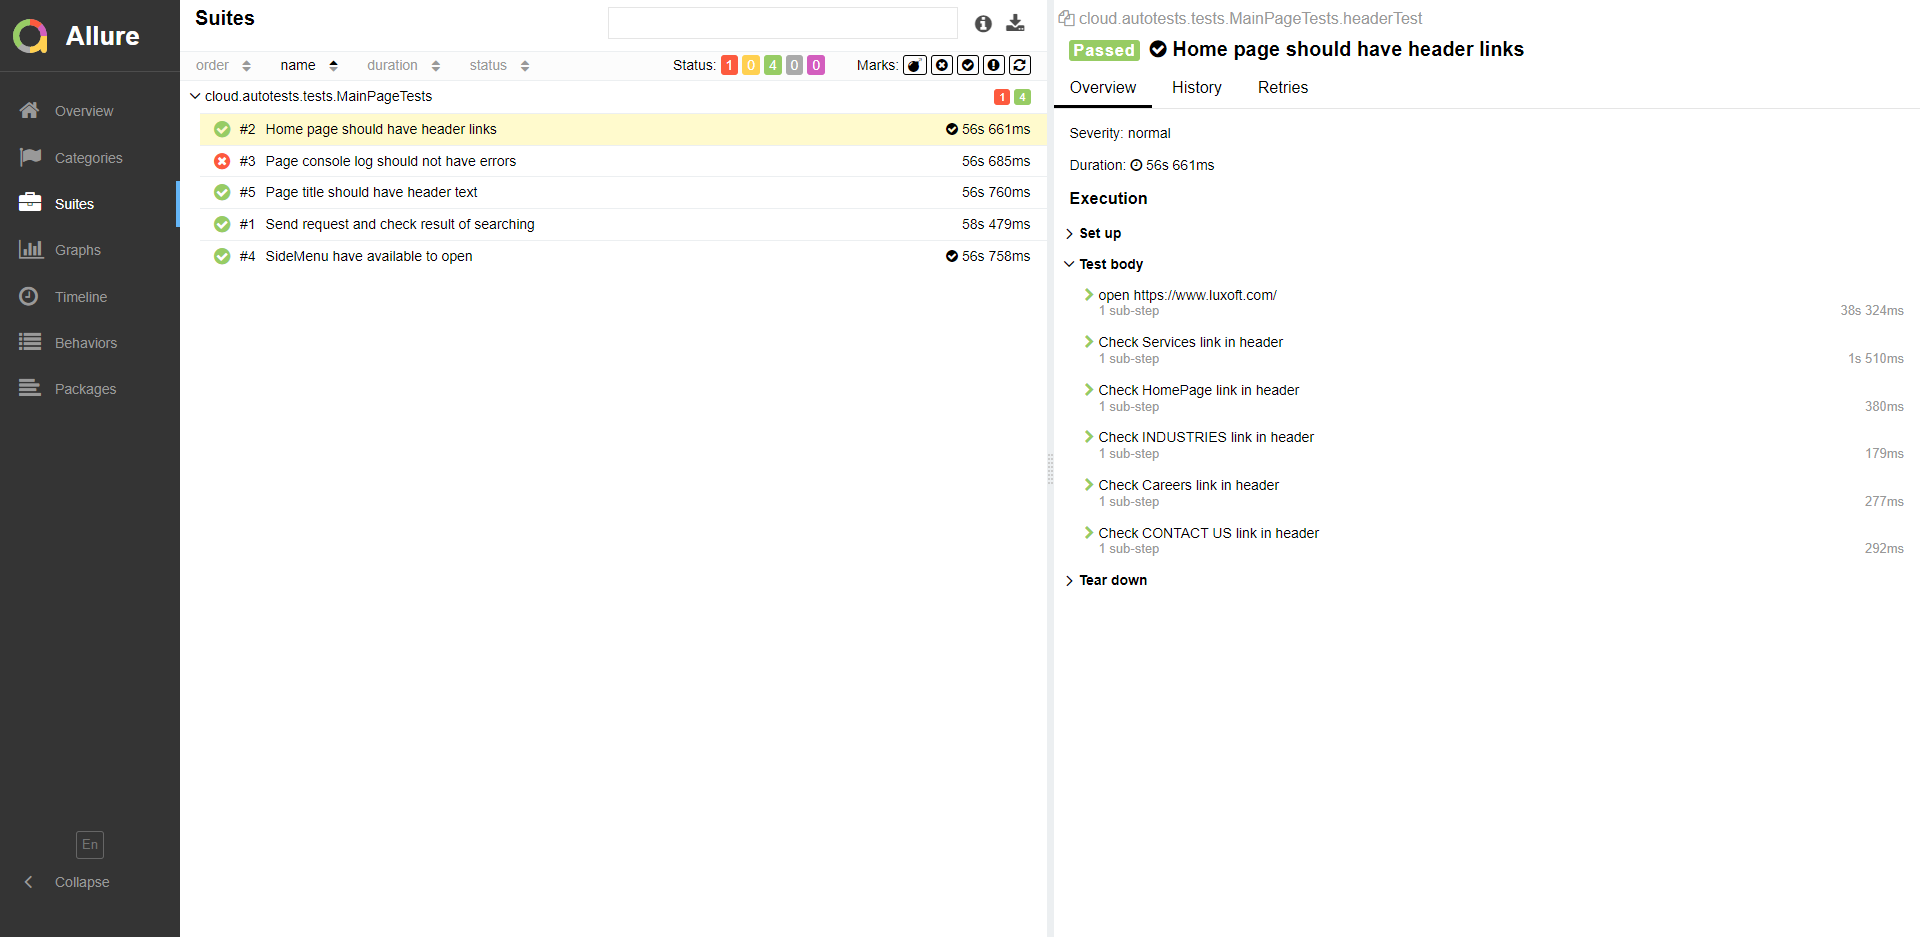 Allure
Overview
Categories
Suites
Graphs
Timeline
Behaviors
Packages
En
Collapse
Suites
order name duration status Status: 1 0 4 0 0 Marks:
cloud.autotests.tests.MainPageTests 1 4
#2 Home page should have header links 56s 661ms
#3 Page console log should not have errors 56s 685ms
#5 Page title should have header text 56s 760ms
#1 Send request and check result of searching 58s 479ms
#4 SideMenu have available to open 56s 758ms
cloud.autotests.tests.MainPageTests.headerTest
Passed Home page should have header links
Overview History Retries
Severity: normal
Duration: 56s 661ms
Execution
Set up
Test body
open https://www.luxoft.com/
1 sub-step 38s 324ms
Check Services link in header
1 sub-step 1s 510ms
Check HomePage link in header
1 sub-step 380ms
Check INDUSTRIES link in header
1 sub-step 179ms
Check Careers link in header
1 sub-step 277ms
Check CONTACT US link in header
1 sub-step 292ms
Tear down